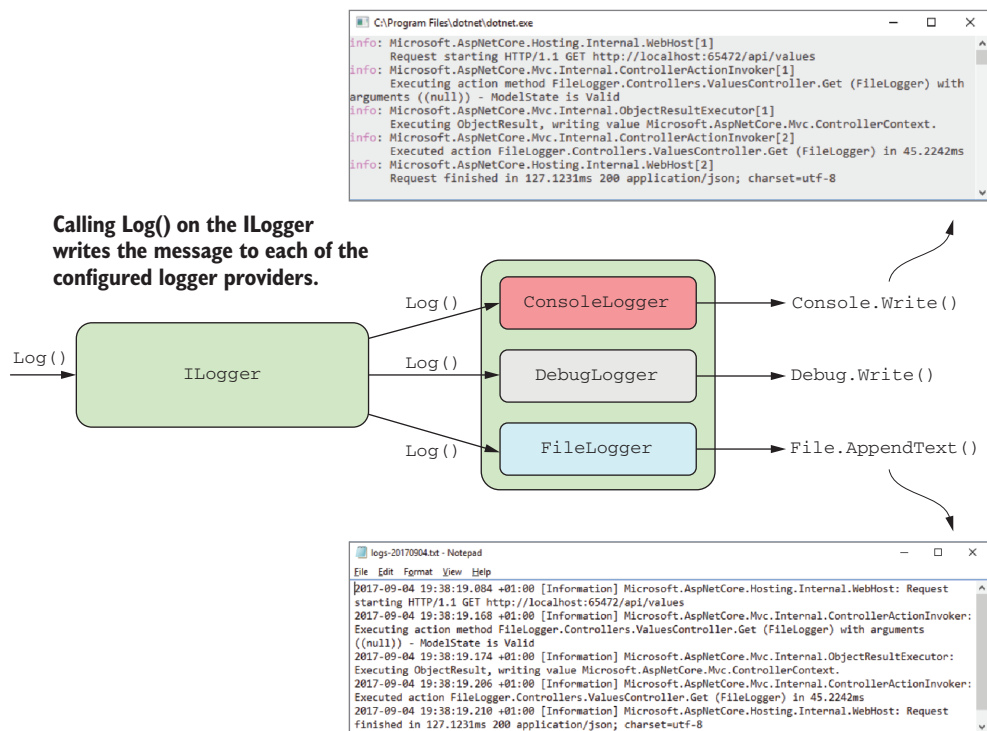 C:\Program Files\dotnet\dotnet.exe
info: Microsoft.AspNetCore.Hosting.Internal.WebHost[1]
Request starting HTTP/1.1 GET http://localhost:65472/api/values
info: Microsoft.AspNetCore.Mvc.Internal.ControllerActionInvoker[1]
Executing action method FileLogger.Controllers.ValuesController.Get (FileLogger) with
arguments ((null)) - ModelState is Valid
info: Microsoft.AspNetCore.Mvc.Internal.ObjectResultExecutor[1]
Executing ObjectResult, writing value Microsoft.AspNetCore.Mvc.ControllerContext.
info: Microsoft.AspNetCore.Mvc.Internal.ControllerActionInvoker[2]
Executed action FileLogger.Controllers.ValuesController.Get (FileLogger) in 45.2242ms
info: Microsoft.AspNetCore.Hosting.Internal.WebHost[2]
Request finished in 127.1231ms 200 application/json; charset=utf-8
Calling Log() on the ILogger
writes the message to each of the
configured logger providers.
Log()
ILogger
Log()
ConsoleLogger
Console.Write()
Log()
DebugLogger
Debug.Write()
Log()
FileLogger
File.AppendText()
logs-20170904.txt - Notepad
File Edit Format View Help
2017-09-04 19:38:19.084 +01:00 [Information] Microsoft.AspNetCore.Hosting.Internal.WebHost: Request
starting HTTP/1.1 GET http://localhost:65472/api/values
2017-09-04 19:38:19.168 +01:00 [Information] Microsoft.AspNetCore.Mvc.Internal.ControllerActionInvoker:
Executing action method FileLogger.Controllers.ValuesController.Get (FileLogger) with arguments
((null)) - ModelState is Valid
2017-09-04 19:38:19.174 +01:00 [Information] Microsoft.AspNetCore.Mvc.Internal.ObjectResultExecutor:
Executing ObjectResult, writing value Microsoft.AspNetCore.Mvc.ControllerContext.
2017-09-04 19:38:19.206 +01:00 [Information] Microsoft.AspNetCore.Mvc.Internal.ControllerActionInvoker:
Executed action FileLogger.Controllers.ValuesController.Get (FileLogger) in 45.2242ms
2017-09-04 19:38:19.210 +01:00 [Information] Microsoft.AspNetCore.Hosting.Internal.WebHost: Request
finished in 127.1231ms 200 application/json; charset=utf-8